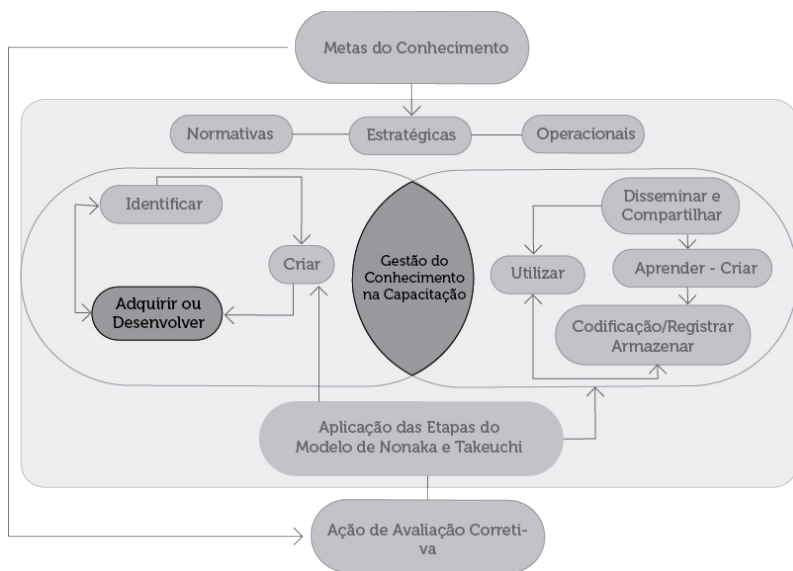 Metas do Conhecimento
Normativas
Estratégicas
Operacionais
Identificar
Criar
Adquirir ou
Desenvolver
Gestão do
Conhecimento
na Capacitação
Disseminar e
Compartilhar
Utilizar
Aprender - Criar
Codificação/Registrar
Armazenar
Aplicação das Etapas do
Modelo de Nonaka e Takeuchi
Ação de Avaliação Correti-
va